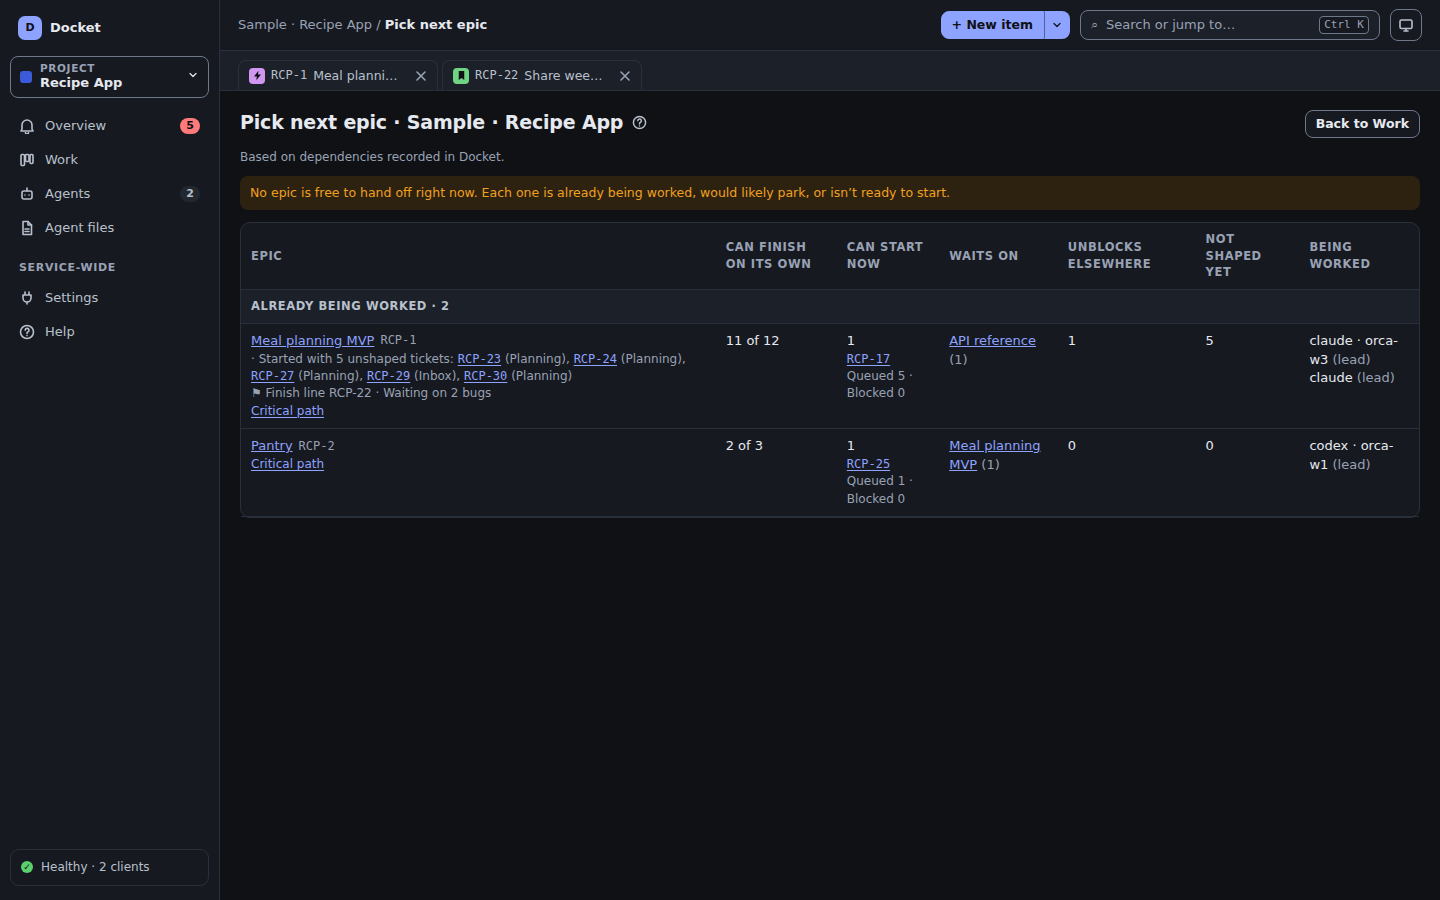 D Docket
PROJECT
Recipe App
Overview 5
Work
Agents 2
Agent files
SERVICE-WIDE
Settings
Help
Healthy · 2 clients
Sample · Recipe App / Pick next epic
+ New item
Search or jump to…
Ctrl K
RCP-1 Meal planni…
RCP-22 Share wee…
Pick next epic · Sample · Recipe App
Back to Work
Based on dependencies recorded in Docket.
No epic is free to hand off right now. Each one is already being worked, would likely park, or isn’t ready to start.
EPIC
CAN FINISH
ON ITS OWN
CAN START
NOW
WAITS ON
UNBLOCKS
ELSEWHERE
NOT
SHAPED
YET
BEING
WORKED
ALREADY BEING WORKED · 2
Meal planning MVP RCP-1
· Started with 5 unshaped tickets: RCP-23 (Planning), RCP-24 (Planning),
RCP-27 (Planning), RCP-29 (Inbox), RCP-30 (Planning)
⚑ Finish line RCP-22 · Waiting on 2 bugs
Critical path
11 of 12
1
RCP-17
Queued 5 ·
Blocked 0
API reference
(1)
1
5
claude · orca-
w3 (lead)
claude (lead)
Pantry RCP-2
Critical path
2 of 3
1
RCP-25
Queued 1 ·
Blocked 0
Meal planning
MVP (1)
0
0
codex · orca-
w1 (lead)